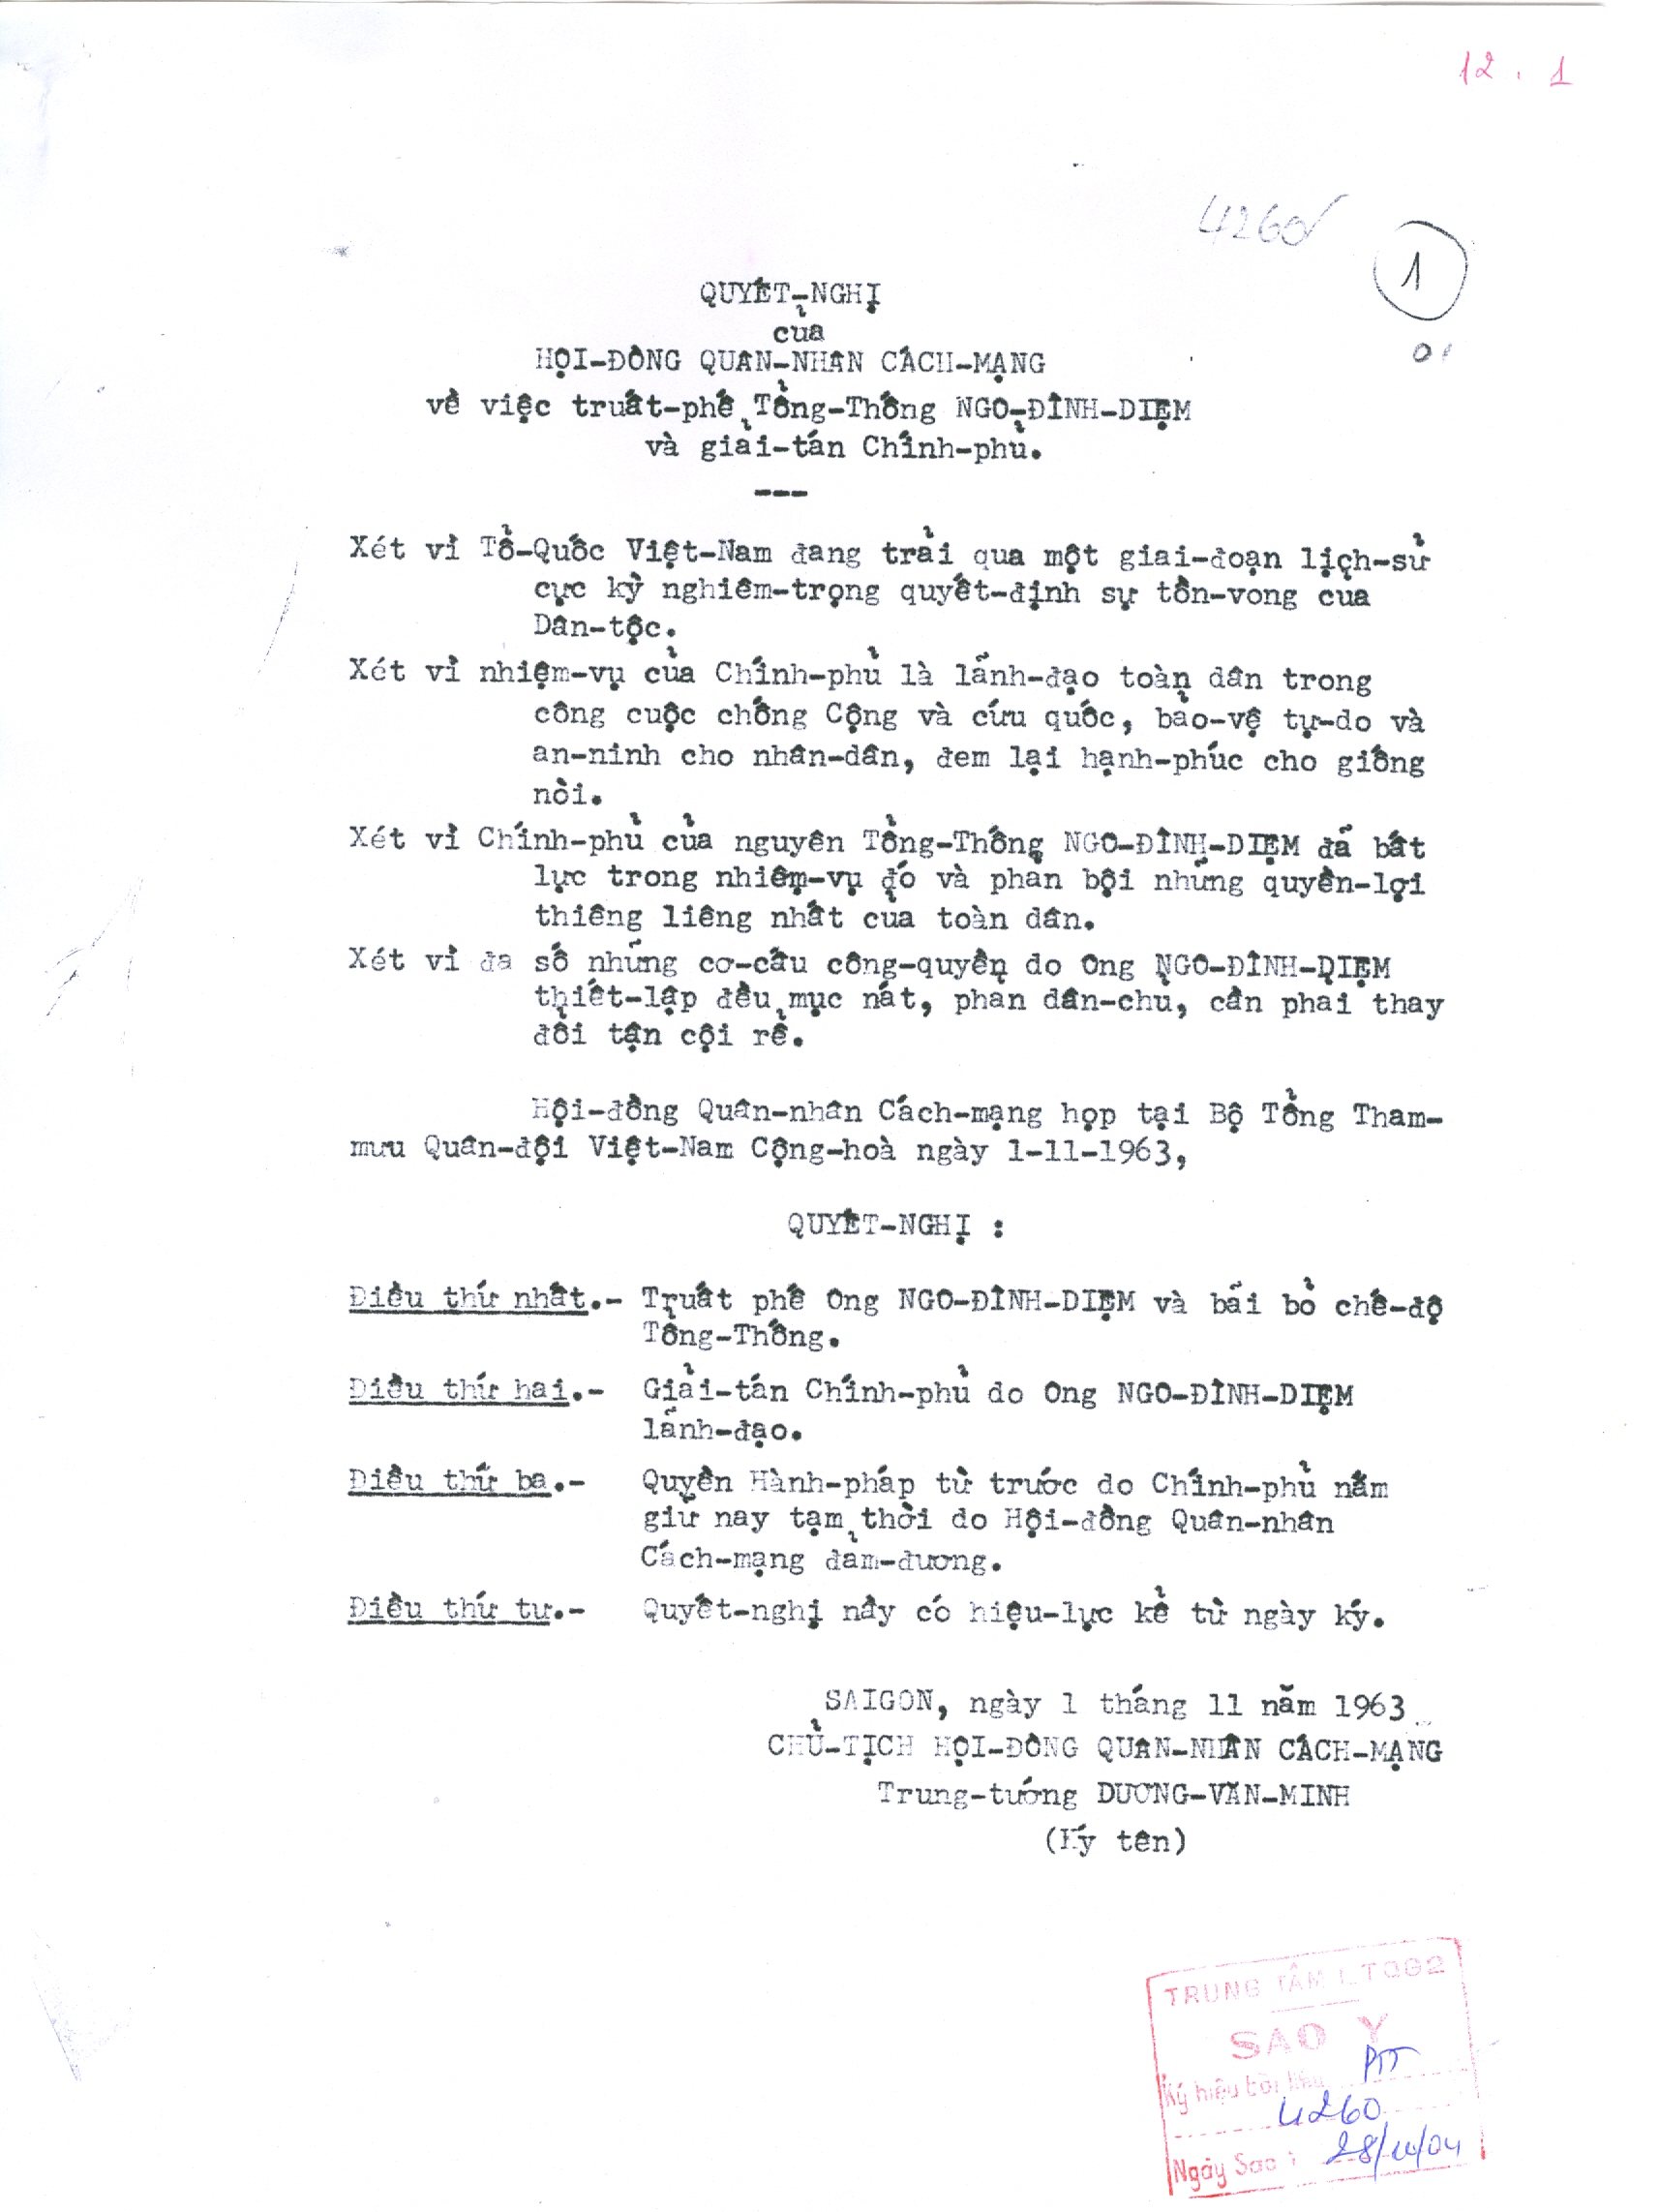 12.1
4260
1
01
QUYẾT-NGHỊ
của
HỘI-ĐỒNG QUÂN-NHÂN CÁCH-MẠNG
về việc truất-phế Tổng-Thống NGÔ-ĐÌNH-DIỆM
và giải-tán Chính-phủ.
---
Xét vì Tổ-Quốc Việt-Nam đang trải qua một giai-đoạn lịch-sử
cực kỳ nghiêm-trọng quyết-định sự tồn-vong của
Dân-tộc.
Xét vì nhiệm-vụ của Chính-phủ là lãnh-đạo toàn dân trong
công cuộc chống Cộng và cứu quốc, bảo-vệ tự-do và
an-ninh cho nhân-dân, đem lại hạnh-phúc cho giống
nòi.
Xét vì Chính-phủ của nguyên Tổng-Thống NGÔ-ĐÌNH-DIỆM đã bất
lực trong nhiệm-vụ đó và phản bội những quyền-lợi
thiêng liêng nhất của toàn dân.
Xét vì đa số những cơ-cấu công-quyền do Ông NGÔ-ĐÌNH-DIỆM
thiết-lập đều mục nát, phản dân-chủ, cần phải thay
đổi tận cội rễ.
Hội-đồng Quân-nhân Cách-mạng họp tại Bộ Tổng Tham-
mưu Quân-đội Việt-Nam Cộng-hoà ngày 1-11-1963,
QUYẾT-NGHỊ :
Điều thứ nhất.- Truất phế Ông NGÔ-ĐÌNH-DIỆM và bãi bỏ chế-độ
Tổng-Thống.
Điều thứ hai.- Giải-tán Chính-phủ do Ông NGÔ-ĐÌNH-DIỆM
lãnh-đạo.
Điều thứ ba.- Quyền Hành-pháp từ trước do Chính-phủ nắm
giữ nay tạm thời do Hội-đồng Quân-nhân
Cách-mạng đảm-đương.
Điều thứ tư.- Quyết-nghị nầy có hiệu-lực kể từ ngày ký.
SAIGON, ngày 1 tháng 11 năm 1963
CHỦ-TỊCH HỘI-ĐỒNG QUÂN-NHÂN CÁCH-MẠNG
Trung-tướng DƯƠNG-VĂN-MINH
(Ký tên)
TRUNG TÂM LTQG2
SAO Y
Ký hiệu tài liệu PTT
4260
Ngày Sao : 28/10/04